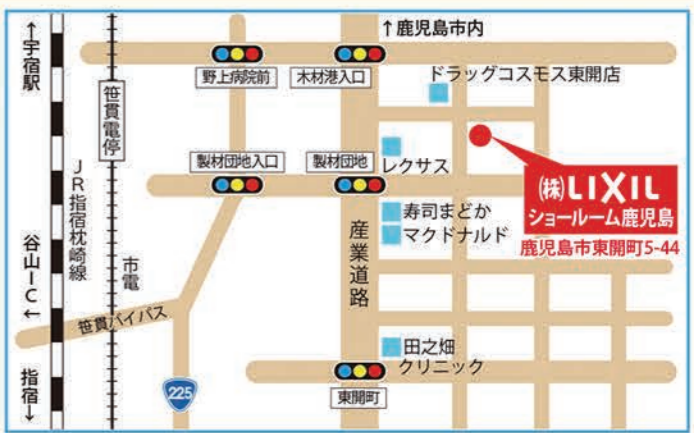 ↑宇宿駅
↑鹿児島市内
野上病院前
木材港入口
ドラッグコスモス東開店
笹貫電停
製材団地入口
製材団地
レクサス
(株)LIXIL
ショールーム鹿児島
鹿児島市東開町5-44
JR指宿枕崎線
寿司まどか
マクドナルド
産業道路
市電
谷山IC←
笹貫バイパス
田之畑
クリニック
指宿↓
225
東開町